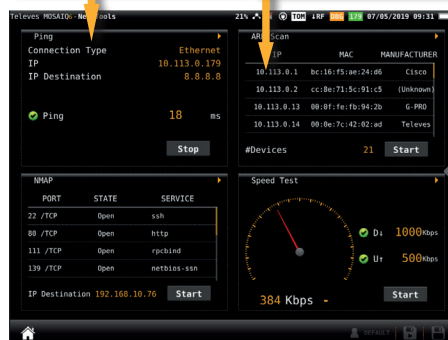 Televes MOSAIQ6-Net Tools 21% TOM ↓RF DBG 179 07/05/2019 09:31
Ping
Connection Type Ethernet
IP 10.113.0.179
IP Destination 8.8.8.8
Ping 18 ms
Stop
ARP Scan
IP MAC MANUFACTURER
10.113.0.1 bc:16:f5:ae:24:d6 Cisco
10.113.0.2 cc:8e:71:5c:91:c5 (Unknown)
10.113.0.13 00:0f:fe:fb:94:2b G-PRO
10.113.0.14 00:0e:7c:42:02:ad Televes
#Devices 21 Start
NMAP
PORT STATE SERVICE
22 /TCP Open ssh
80 /TCP Open http
111 /TCP Open rpcbind
139 /TCP Open netbios-ssn
IP Destination 192.168.10.76 Start
Speed Test
D↓ 1000Kbps
U↑ 500Kbps
384 Kbps -
Start
DEFAULT